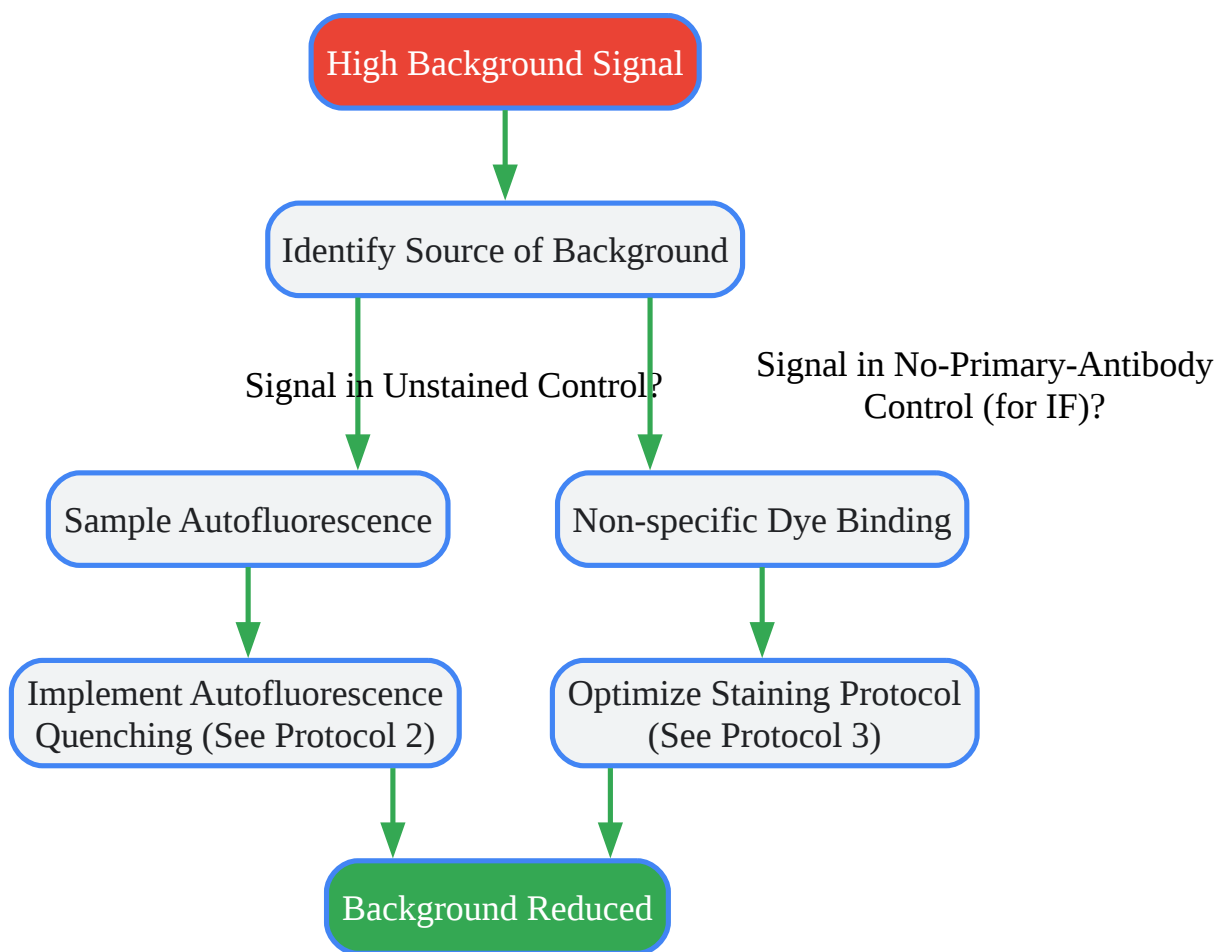 High Background Signal
Identify Source of Background
Signal in Unstained Control?
Signal in No-Primary-Antibody
Control (for IF)?
Sample Autofluorescence
Non-specific Dye Binding
Implement Autofluorescence
Quenching (See Protocol 2)
Optimize Staining Protocol
(See Protocol 3)
Background Reduced